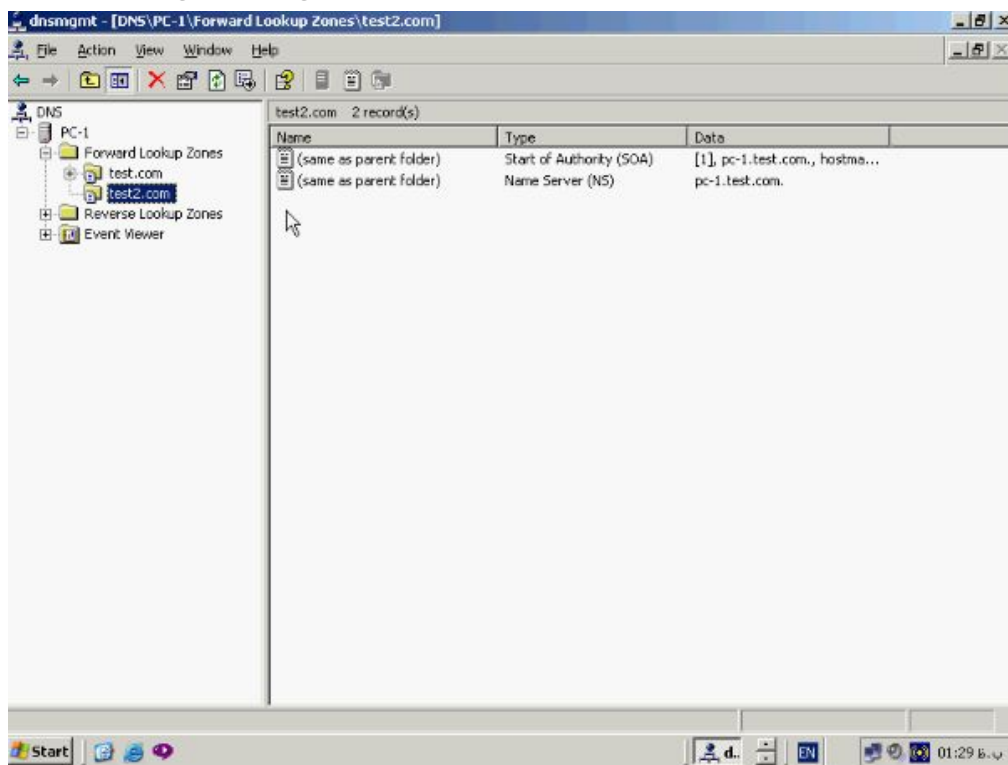 dnsmgmt - [DNS\PC-1\Forward Lookup Zones\test2.com]
File Action View Window Help
DNS
PC-1
Forward Lookup Zones
test.com
test2.com
Reverse Lookup Zones
Event Viewer
test2.com 2 record(s)
Name Type Data
(same as parent folder) Start of Authority (SOA) [1], pc-1.test.com., hostma...
(same as parent folder) Name Server (NS) pc-1.test.com.
Start d.. EN 01:29 ب.ظ